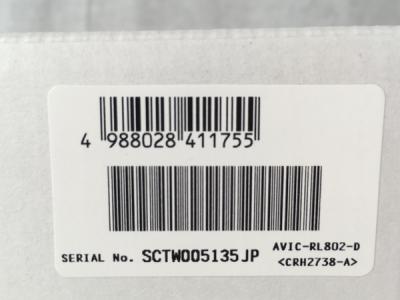 4 988028 411755
SERIAL No. SCTW005135JP
AVIC-RL802-D
<CRH2738-A>